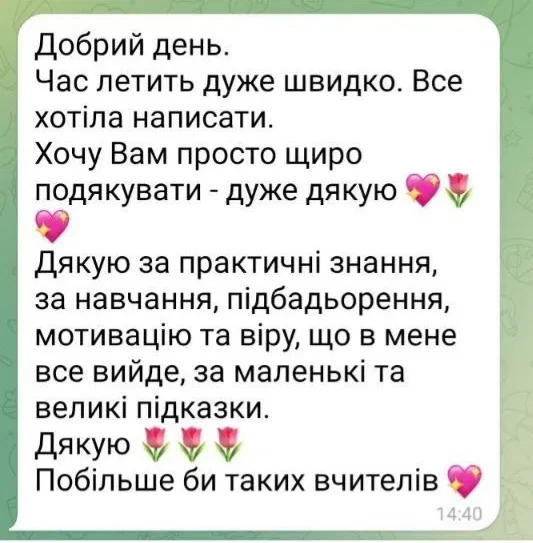 Добрий день.
Час летить дуже швидко. Все
хотіла написати.
Хочу Вам просто щиро
подякувати - дуже дякую 💖🌷
💖
Дякую за практичні знання,
за навчання, підбадьорення,
мотивацію та віру, що в мене
все вийде, за маленькі та
великі підказки.
Дякую 🌷🌷🌷
Побільше би таких вчителів 💖
14:40